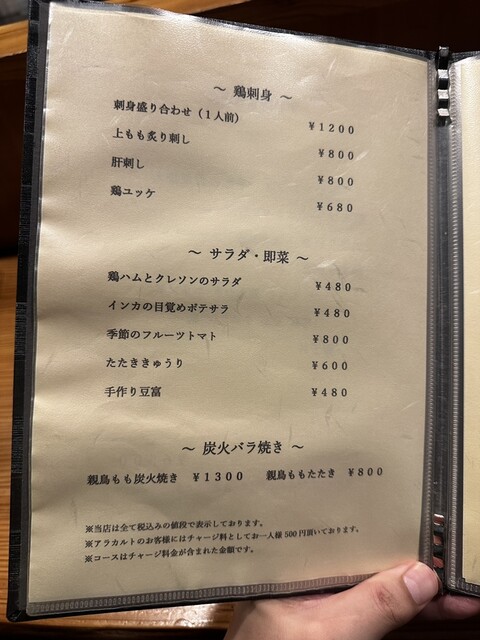 ～ 鶏刺身 ～
刺身盛り合わせ（１人前） ￥１２００
上もも炙り刺し ￥８００
肝刺し ￥８００
鶏ユッケ ￥６８０
～ サラダ・即菜 ～
鶏ハムとクレソンのサラダ ￥４８０
インカの目覚めポテサラ ￥４８０
季節のフルーツトマト ￥８００
たたききゅうり ￥６００
手作り豆富 ￥４８０
～ 炭火バラ焼き ～
親鳥もも炭火焼き ￥１３００ 親鳥ももたたき ￥８００
※当店は全て税込みの値段で表示しております。
※アラカルトのお客様にはチャージ料としてお一人様 500 円頂いております。
※コースはチャージ料金が含まれた金額です。